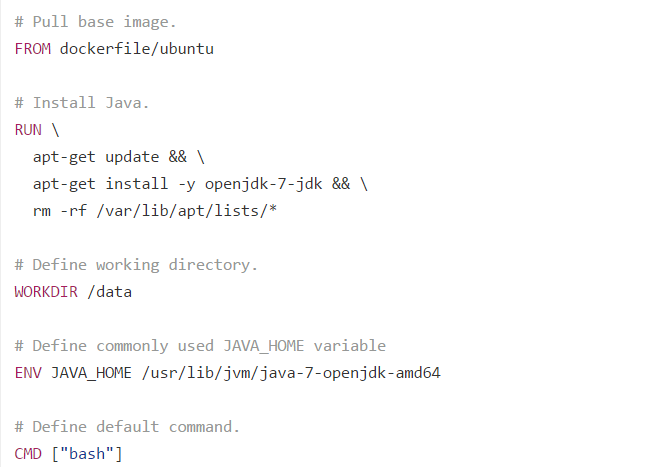 # Pull base image.
FROM dockerfile/ubuntu
# Install Java.
RUN \
  apt-get update && \
  apt-get install -y openjdk-7-jdk && \
  rm -rf /var/lib/apt/lists/*
# Define working directory.
WORKDIR /data
# Define commonly used JAVA_HOME variable
ENV JAVA_HOME /usr/lib/jvm/java-7-openjdk-amd64
# Define default command.
CMD ["bash"]